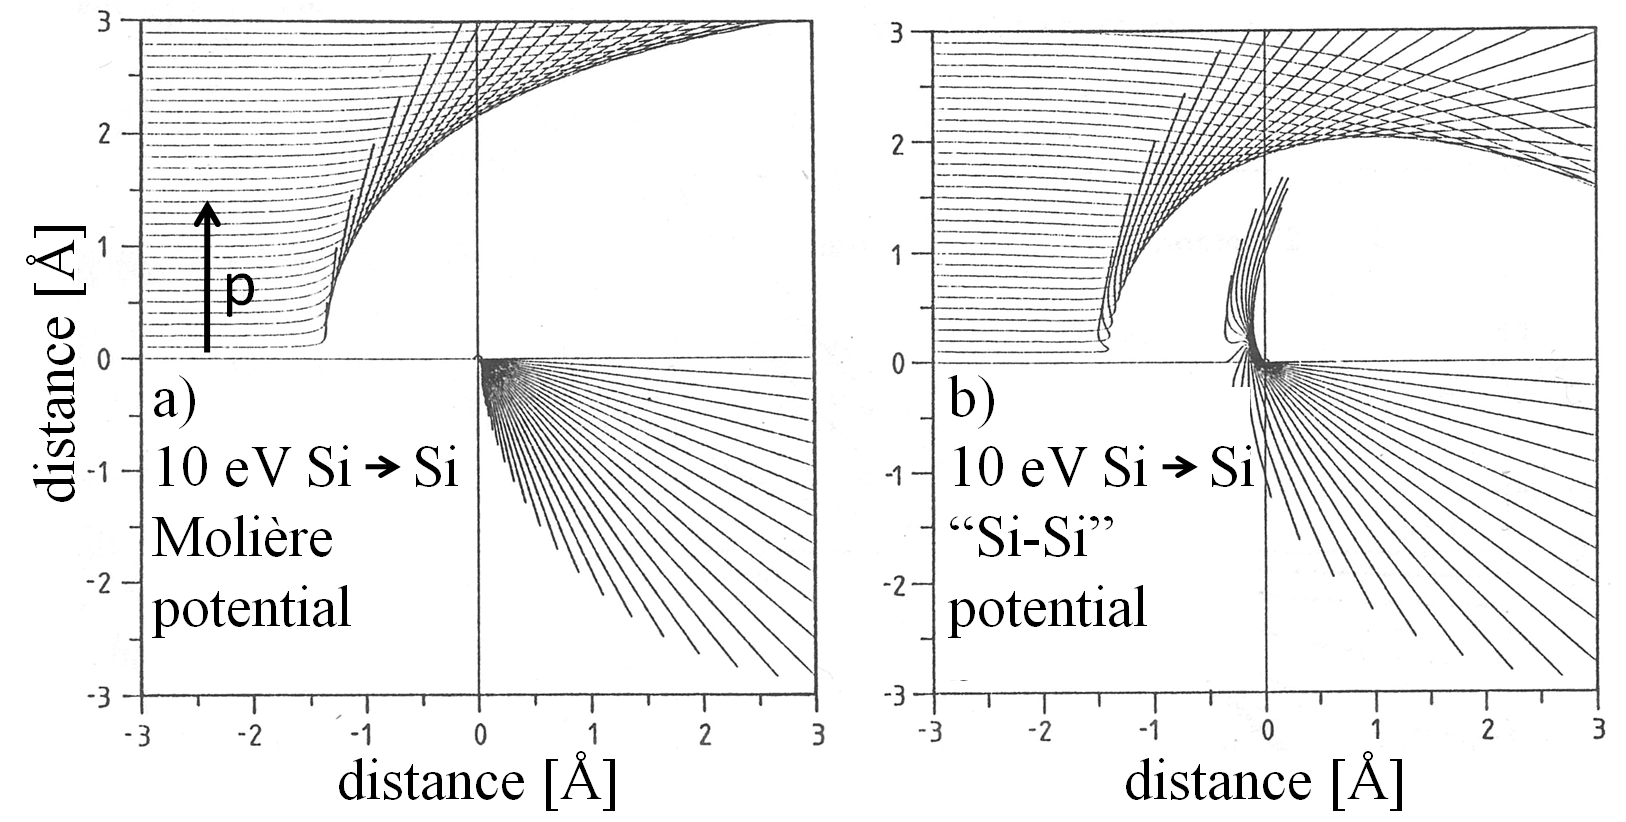 3
2
1
0
-1
-2
-3
-3
-2
-1
0
1
2
3
distance [Å]
distance [Å]
p
a)
10 eV Si → Si
Molière
potential
3
2
1
0
-1
-2
-3
-3
-2
-1
0
1
2
3
distance [Å]
b)
10 eV Si → Si
“Si-Si”
potential